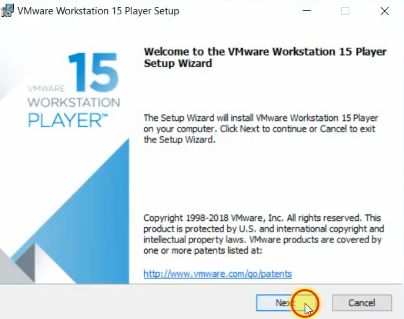 VMware Workstation 15 Player Setup
VMWARE 15
WORKSTATION
PLAYER™
Welcome to the VMware Workstation 15 Player
Setup Wizard
The Setup Wizard will install VMware Workstation 15 Player
on your computer. Click Next to continue or Cancel to exit
the Setup Wizard.
Copyright 1998-2018 VMware, Inc. All rights reserved. This
product is protected by U.S. and international copyright and
intellectual property laws. VMware products are covered by
one or more patents listed at:
http://www.vmware.com/go/patents
Next
Cancel